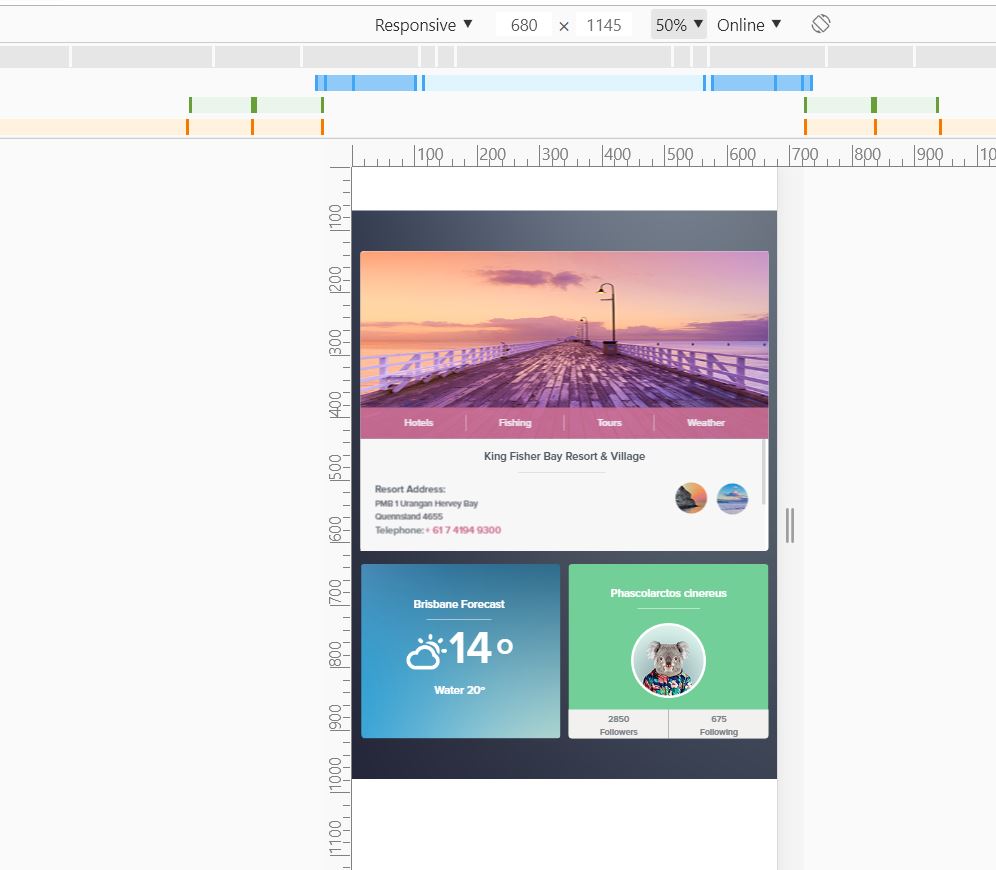 Responsive ▼ 680 × 1145 50% ▼ Online ▼
100 200 300 400 500 600 700 800 900 10
100
200
300
400
500
600
700
800
900
1000
1100
Hotels Fishing Tours Weather
King Fisher Bay Resort & Village
Resort Address:
PMB 1 Urangan Hervey Bay
Quennsland 4655
Telephone: + 61 7 4194 9300
Brisbane Forecast
14°
Water 20°
Phascolarctos cinereus
2850 675
Followers Following